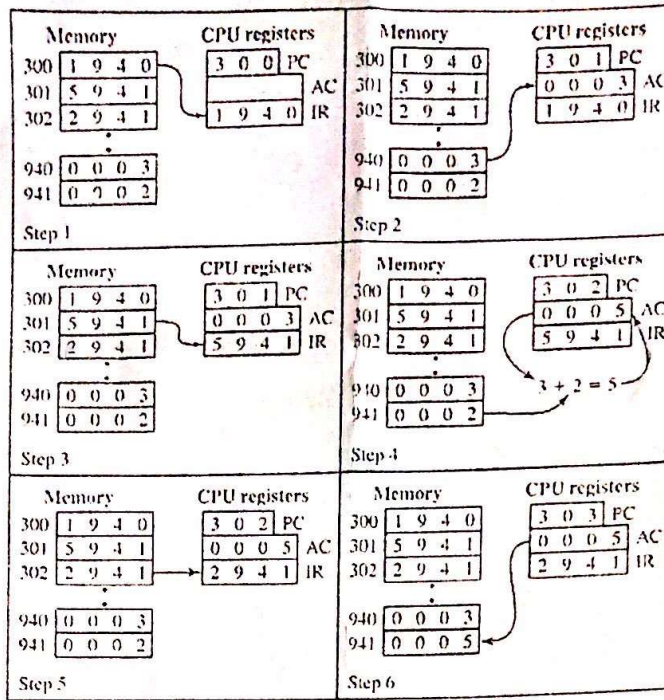 Memory CPU registers
300 1 9 4 0 3 0 0 PC
301 5 9 4 1 AC
302 2 9 4 1 1 9 4 0 IR
940 0 0 0 3
941 0 0 0 2
Step 1
Memory CPU registers
300 1 9 4 0 3 0 1 PC
301 5 9 4 1 0 0 0 3 AC
302 2 9 4 1 1 9 4 0 IR
940 0 0 0 3
941 0 0 0 2
Step 2
Memory CPU registers
300 1 9 4 0 3 0 1 PC
301 5 9 4 1 0 0 0 3 AC
302 2 9 4 1 5 9 4 1 IR
940 0 0 0 3
941 0 0 0 2
Step 3
Memory CPU registers
300 1 9 4 0 3 0 2 PC
301 5 9 4 1 0 0 0 5 AC
302 2 9 4 1 5 9 4 1 IR
940 0 0 0 3 3 + 2 = 5
941 0 0 0 2
Step 4
Memory CPU registers
300 1 9 4 0 3 0 2 PC
301 5 9 4 1 0 0 0 5 AC
302 2 9 4 1 2 9 4 1 IR
940 0 0 0 3
941 0 0 0 2
Step 5
Memory CPU registers
300 1 9 4 0 3 0 3 PC
301 5 9 4 1 0 0 0 5 AC
302 2 9 4 1 2 9 4 1 IR
940 0 0 0 3
941 0 0 0 5
Step 6